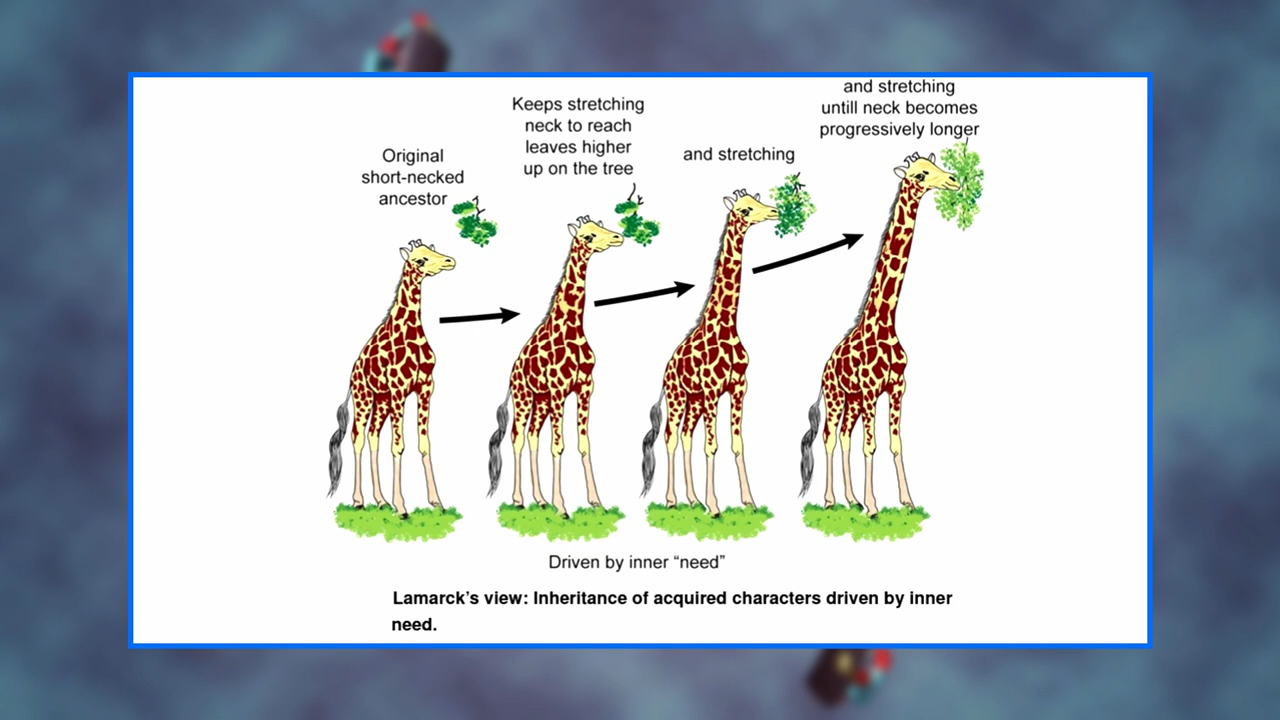 Original
short-necked
ancestor
Keeps stretching
neck to reach
leaves higher
up on the tree
and stretching
and stretching
untill neck becomes
progressively longer
Driven by inner “need”
Lamarck’s view: Inheritance of acquired characters driven by inner
need.